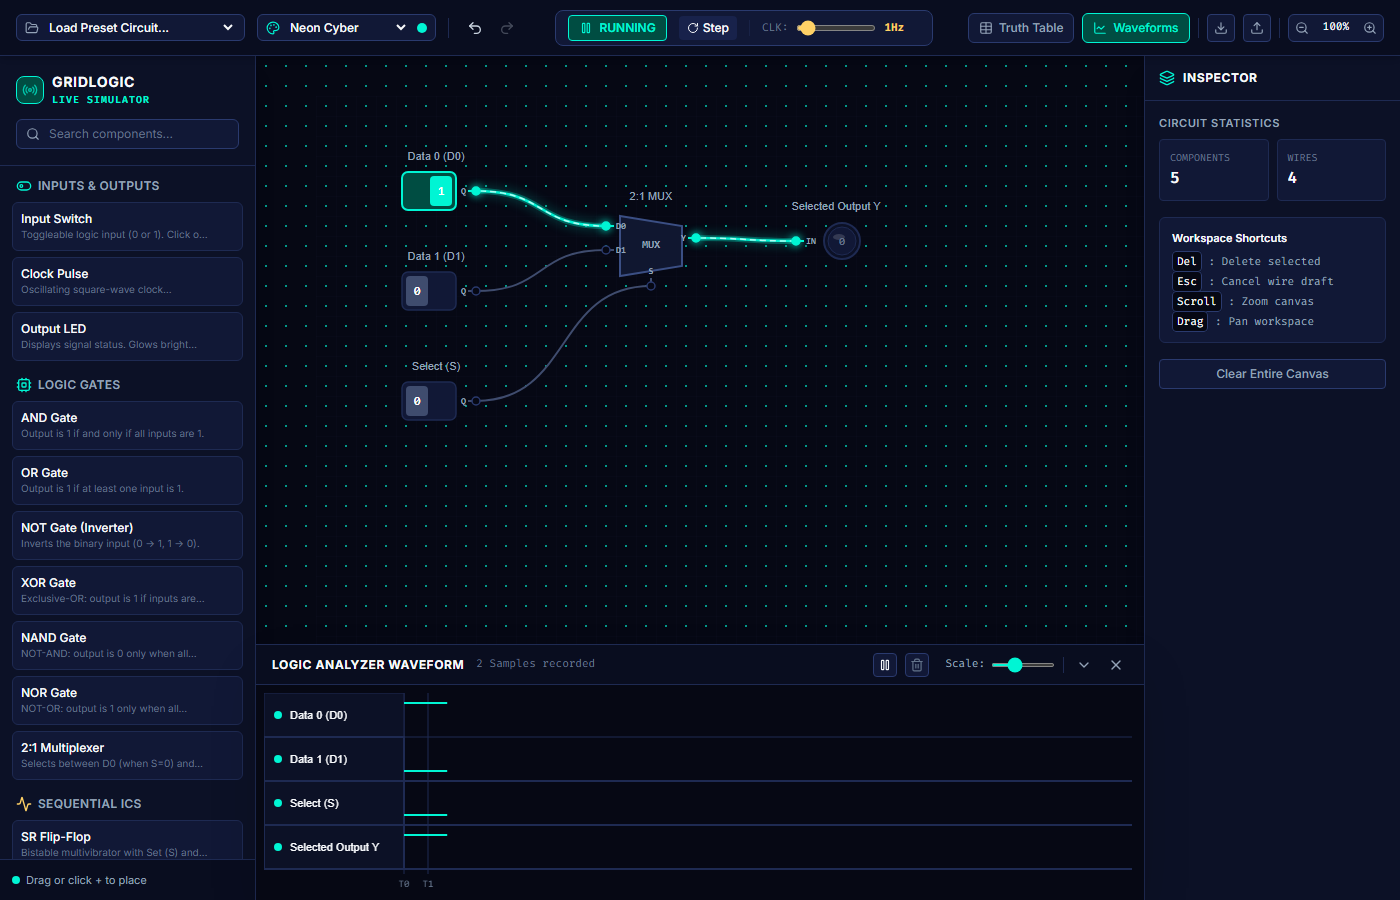 Load Preset Circuit...
Neon Cyber
RUNNING
Step
CLK:
1Hz
Truth Table
Waveforms
100%
GRIDLOGIC
LIVE SIMULATOR
Search components...
INPUTS & OUTPUTS
Input Switch
Toggleable logic input (0 or 1). Click o...
Clock Pulse
Oscillating square-wave clock...
Output LED
Displays signal status. Glows bright...
LOGIC GATES
AND Gate
Output is 1 if and only if all inputs are 1.
OR Gate
Output is 1 if at least one input is 1.
NOT Gate (Inverter)
Inverts the binary input (0 → 1, 1 → 0).
XOR Gate
Exclusive-OR: output is 1 if inputs are...
NAND Gate
NOT-AND: output is 0 only when all...
NOR Gate
NOT-OR: output is 1 only when all...
2:1 Multiplexer
Selects between D0 (when S=0) and...
SEQUENTIAL ICS
SR Flip-Flop
Bistable multivibrator with Set (S) and...
Drag or click + to place
Data 0 (D0)
1
Q
Data 1 (D1)
0
Q
Select (S)
0
Q
2:1 MUX
D0
D1
MUX
S
Y
Selected Output Y
IN
0
LOGIC ANALYZER WAVEFORM
2 Samples recorded
Scale:
Data 0 (D0)
Data 1 (D1)
Select (S)
Selected Output Y
T0
T1
INSPECTOR
CIRCUIT STATISTICS
COMPONENTS
5
WIRES
4
Workspace Shortcuts
Del : Delete selected
Esc : Cancel wire draft
Scroll : Zoom canvas
Drag : Pan workspace
Clear Entire Canvas